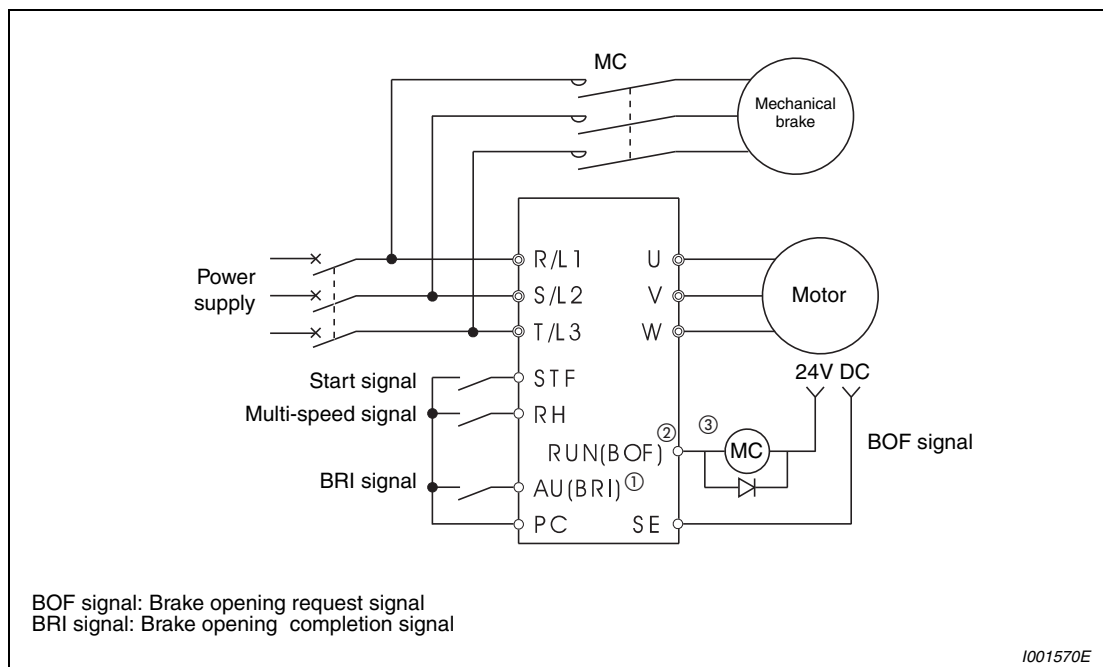 MC
Mechanical
brake
Power
supply
R/L1
U
S/L2
V
T/L3
W
Motor
24V DC
Start signal
STF
Multi-speed signal
RH
② ③
RUN(BOF)
MC
BOF signal
BRI signal
AU(BRI) ①
PC
SE
BOF signal: Brake opening request signal
BRI signal: Brake opening completion signal
I001570E